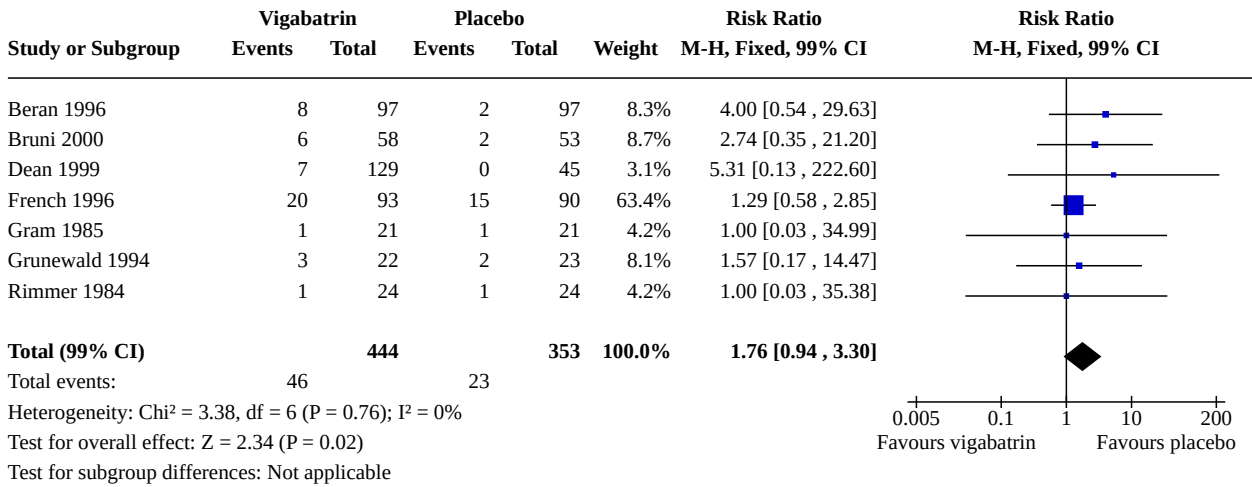 Vigabatrin Placebo Risk Ratio Risk Ratio
Study or Subgroup Events Total Events Total Weight M-H, Fixed, 99% CI M-H, Fixed, 99% CI
Beran 1996 8 97 2 97 8.3% 4.00 [0.54 , 29.63]
Bruni 2000 6 58 2 53 8.7% 2.74 [0.35 , 21.20]
Dean 1999 7 129 0 45 3.1% 5.31 [0.13 , 222.60]
French 1996 20 93 15 90 63.4% 1.29 [0.58 , 2.85]
Gram 1985 1 21 1 21 4.2% 1.00 [0.03 , 34.99]
Grunewald 1994 3 22 2 23 8.1% 1.57 [0.17 , 14.47]
Rimmer 1984 1 24 1 24 4.2% 1.00 [0.03 , 35.38]
Total (99% CI) 444 353 100.0% 1.76 [0.94 , 3.30]
Total events: 46 23
Heterogeneity: Chi² = 3.38, df = 6 (P = 0.76); I² = 0%
Test for overall effect: Z = 2.34 (P = 0.02)
Test for subgroup differences: Not applicable
0.005 0.1 1 10 200
Favours vigabatrin Favours placebo